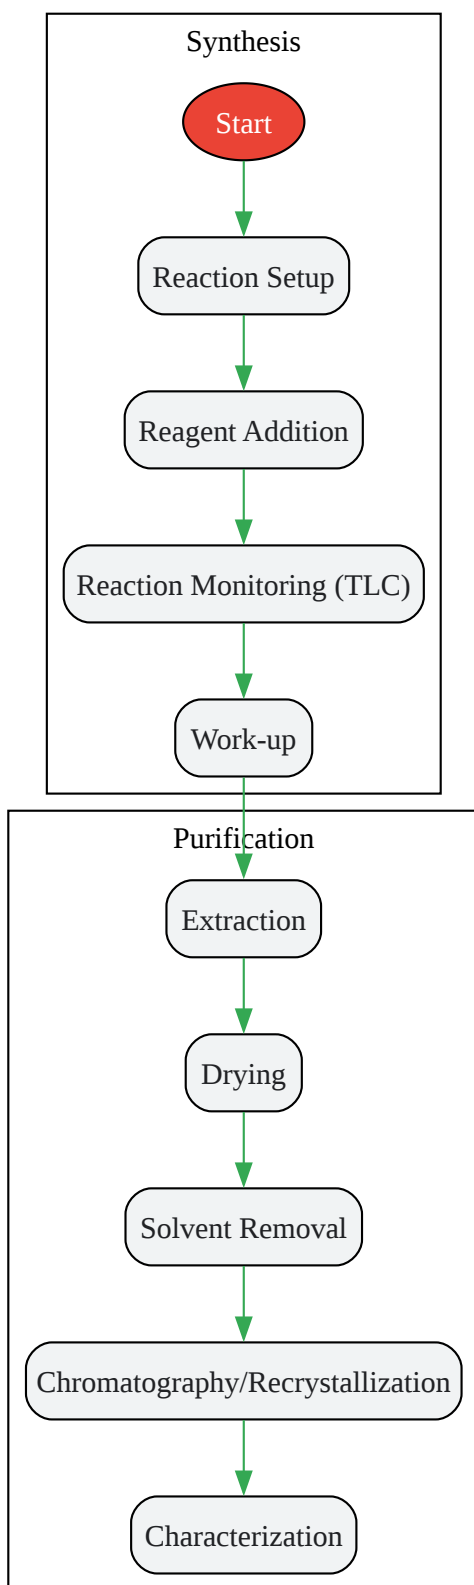 Synthesis
Start
Reaction Setup
Reagent Addition
Reaction Monitoring (TLC)
Work-up
Purification
Extraction
Drying
Solvent Removal
Chromatography/Recrystallization
Characterization